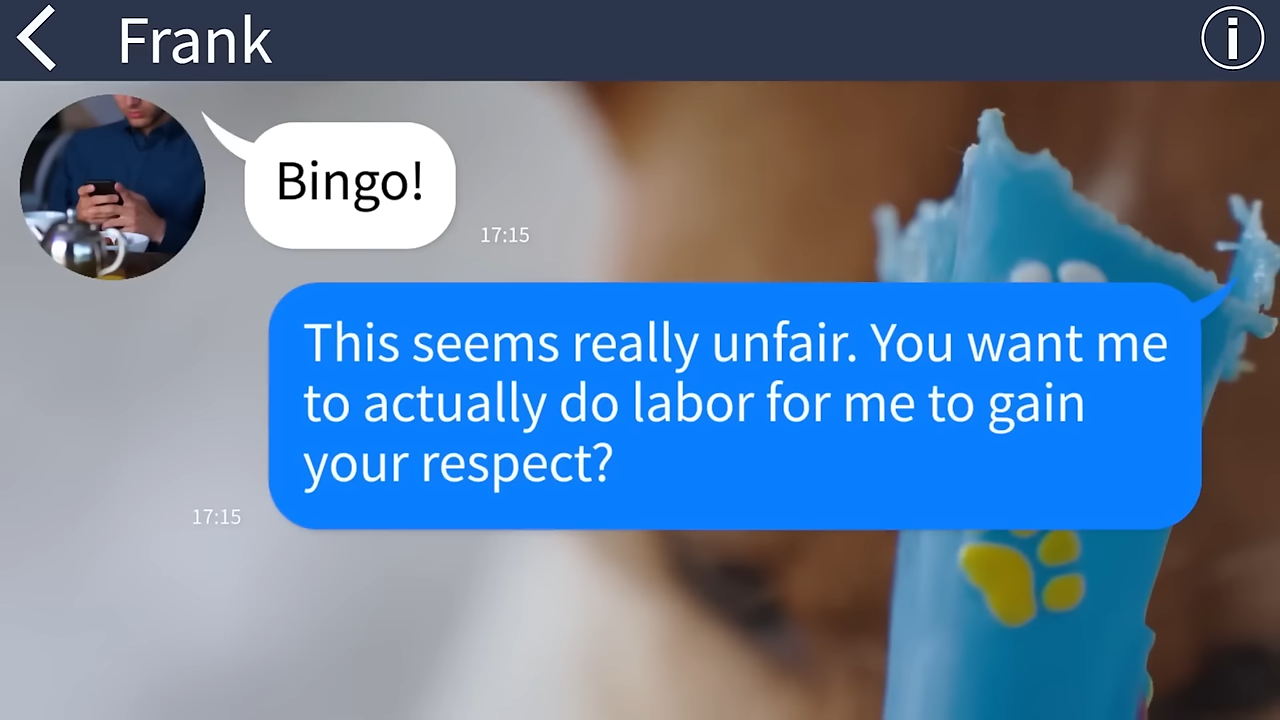 Frank
Bingo!
17:15
This seems really unfair. You want me
to actually do labor for me to gain
your respect?
17:15